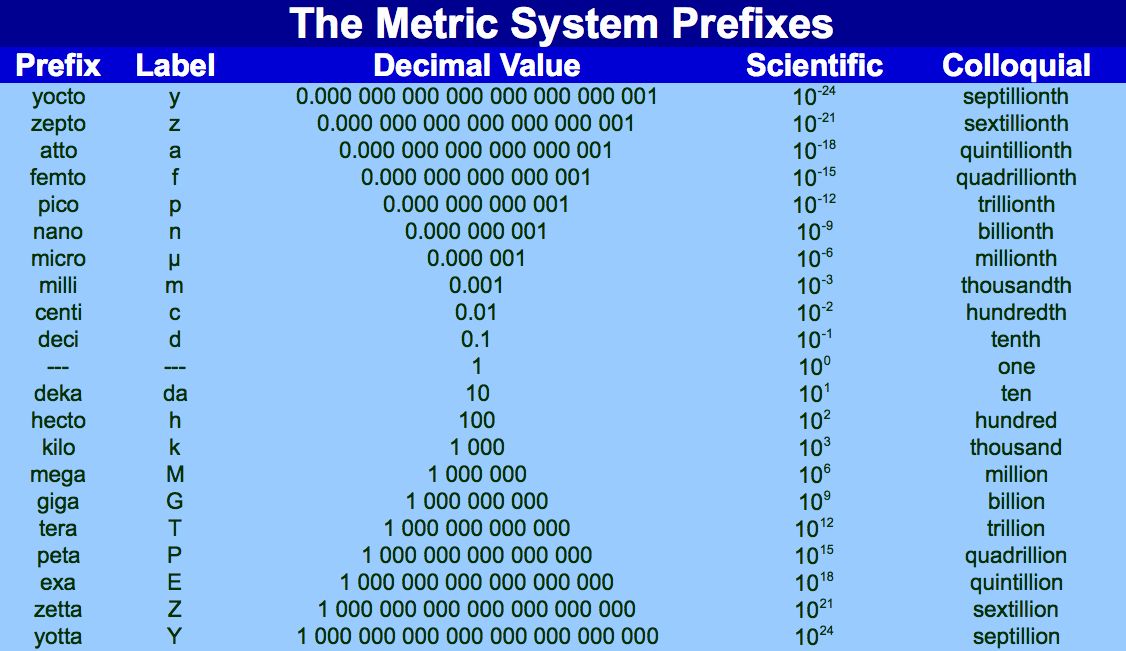 The Metric System Prefixes
Prefix Label Decimal Value Scientific Colloquial
yocto y 0.000 000 000 000 000 000 000 001 10⁻²⁴ septillionth
zepto z 0.000 000 000 000 000 000 001 10⁻²¹ sextillionth
atto a 0.000 000 000 000 000 001 10⁻¹⁸ quintillionth
femto f 0.000 000 000 000 001 10⁻¹⁵ quadrillionth
pico p 0.000 000 000 001 10⁻¹² trillionth
nano n 0.000 000 001 10⁻⁹ billionth
micro µ 0.000 001 10⁻⁶ millionth
milli m 0.001 10⁻³ thousandth
centi c 0.01 10⁻² hundredth
deci d 0.1 10⁻¹ tenth
--- --- 1 10⁰ one
deka da 10 10¹ ten
hecto h 100 10² hundred
kilo k 1 000 10³ thousand
mega M 1 000 000 10⁶ million
giga G 1 000 000 000 10⁹ billion
tera T 1 000 000 000 000 10¹² trillion
peta P 1 000 000 000 000 000 10¹⁵ quadrillion
exa E 1 000 000 000 000 000 000 10¹⁸ quintillion
zetta Z 1 000 000 000 000 000 000 000 10²¹ sextillion
yotta Y 1 000 000 000 000 000 000 000 000 10²⁴ septillion